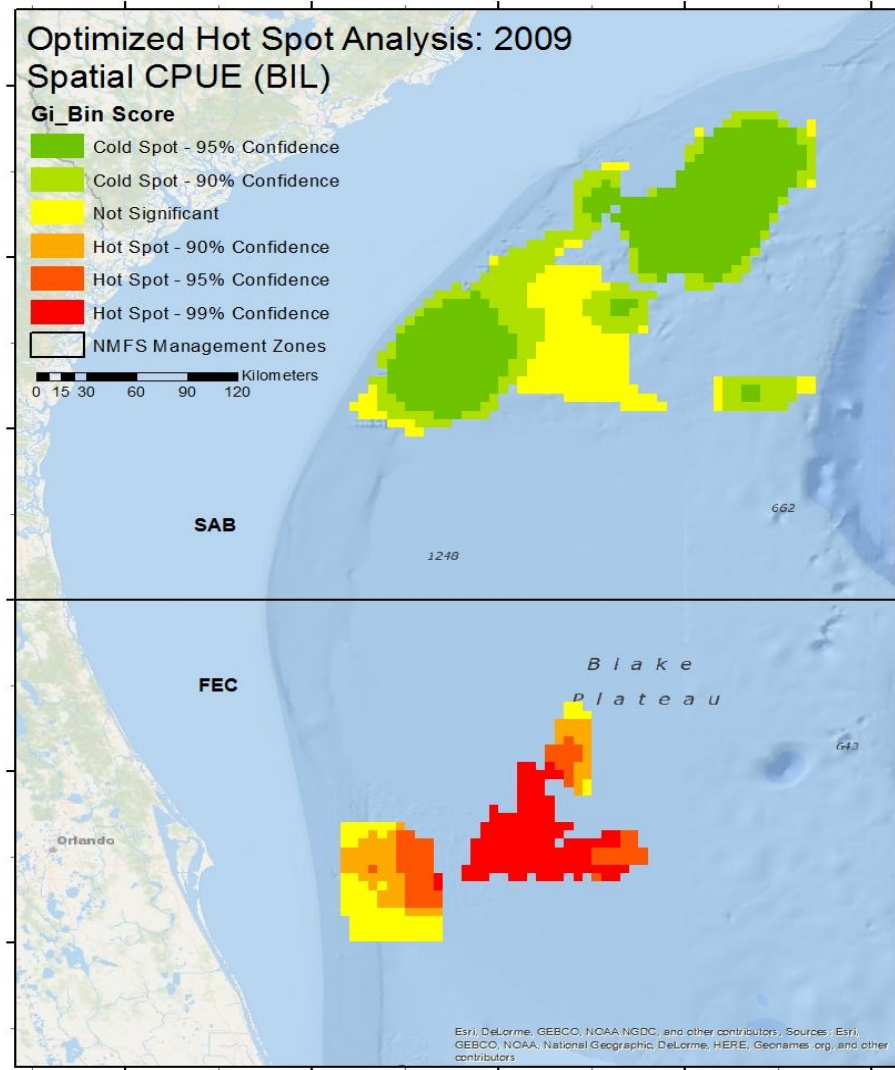 Optimized Hot Spot Analysis: 2009
Spatial CPUE (BIL)
Gi_Bin Score
Cold Spot - 95% Confidence
Cold Spot - 90% Confidence
Not Significant
Hot Spot - 90% Confidence
Hot Spot - 95% Confidence
Hot Spot - 99% Confidence
NMFS Management Zones
Kilometers
0 15 30 60 90 120
SAB
662
1248
Blake
Plateau
FEC
643
Orlando
Esri, DeLorme, GEBCO, NOAA NGDC, and other contributors, Sources: Esri,
GEBCO, NOAA, National Geographic, DeLorme, HERE, Geonames.org, and other
contributors